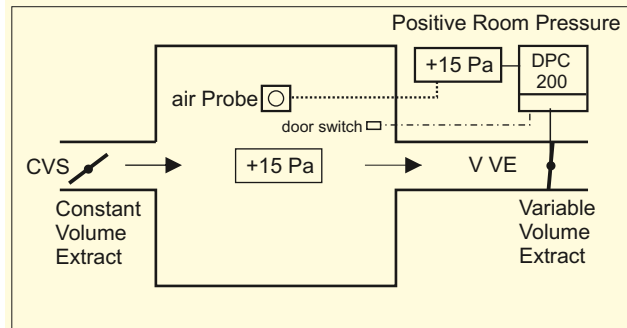 Positive Room Pressure
+15 Pa
DPC
200
air Probe
door switch
CVS
+15 Pa
V VE
Constant
Volume
Extract
Variable
Volume
Extract